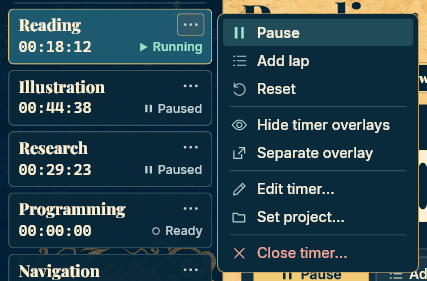 Reading
00:18:12
Running
Illustration
00:44:38
Paused
Research
00:29:23
Paused
Programming
00:00:00
Ready
Navigation
Pause
Add lap
Reset
Hide timer overlays
Separate overlay
Edit timer...
Set project...
Close timer...
Pause
Ad